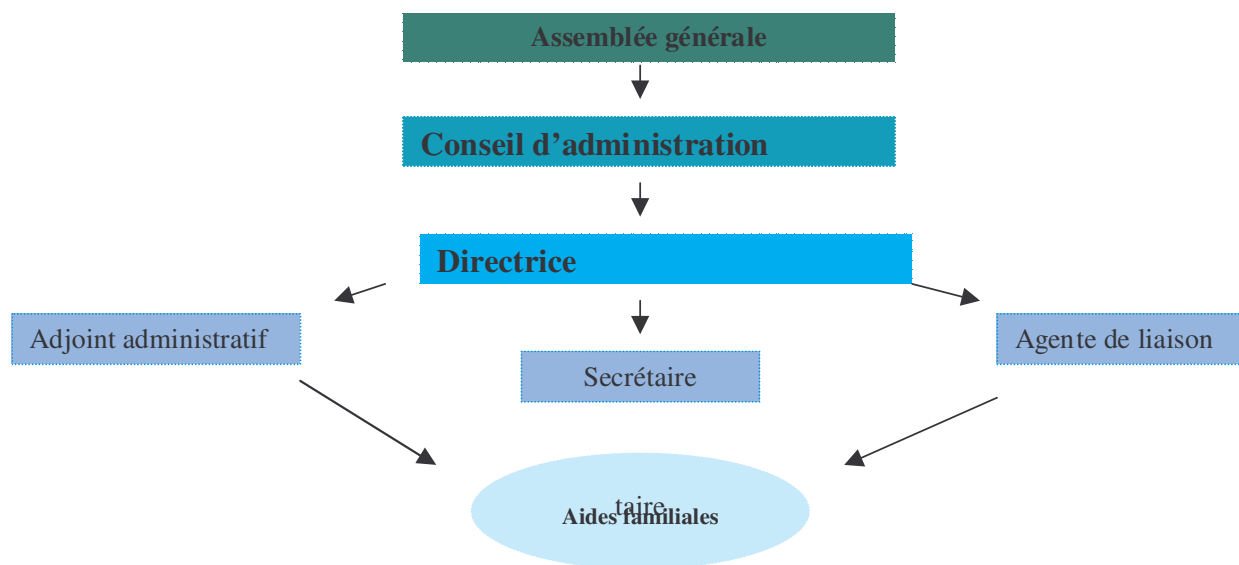 Assemblée générale
Conseil d’administration
Directrice
Adjoint administratif
Agente de liaison
Secrétaire
taire
Aides familiales